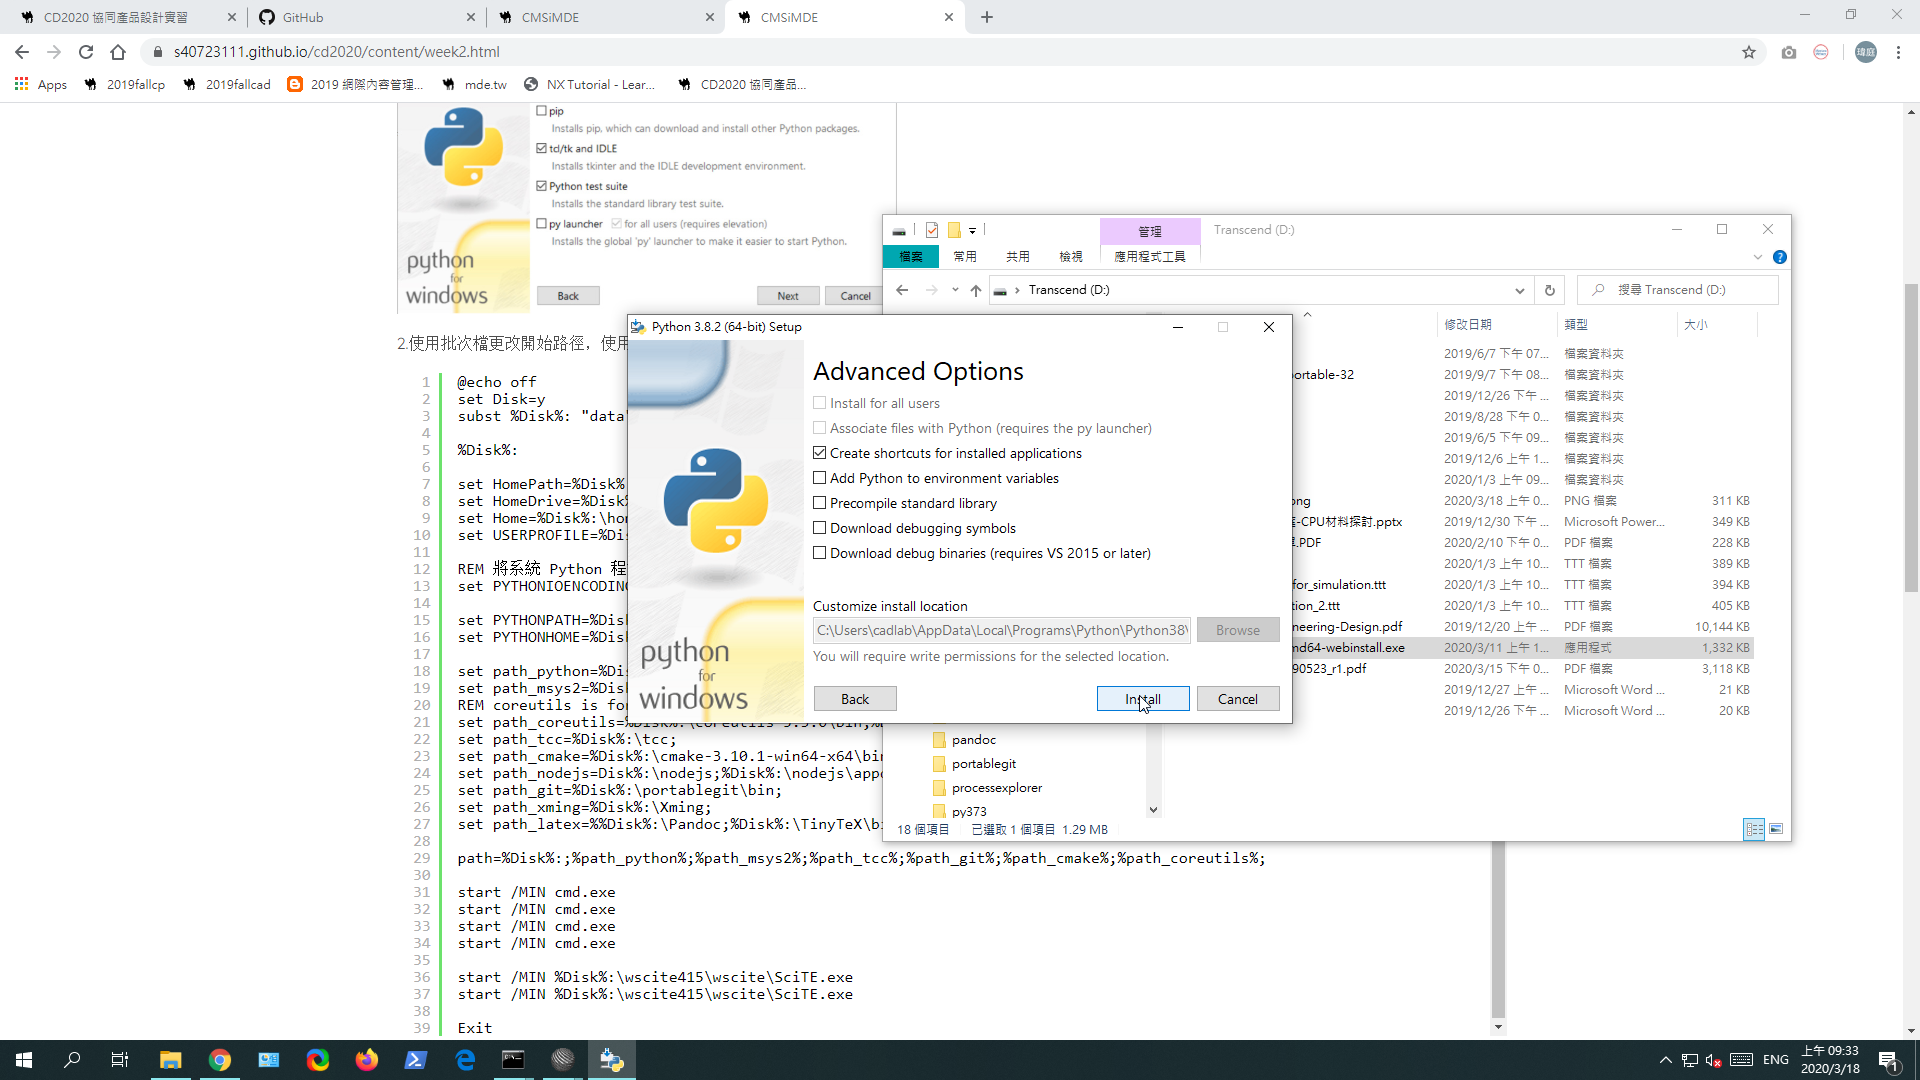 CD2020 協同產品設計實習
GitHub
CMSiMDE
CMSiMDE
s40723111.github.io/cd2020/content/week2.html
瑋庭
Apps
2019fallcp
2019fallcad
2019 網際內容管理...
mde.tw
NX Tutorial - Lear...
CD2020 協同產品...
pip
Installs pip, which can download and install other Python packages.
tcl/tk and IDLE
Installs tkinter and the IDLE development environment.
Python test suite
Installs the standard library test suite.
py launcher
for all users (requires elevation)
Installs the global 'py' launcher to make it easier to start Python.
python
for
windows
Back
Next
Cancel
2.使用批次檔更改開始路徑，使用
1 @echo off
2 set Disk=y
3 subst %Disk%: "data"
4
5 %Disk%:
6
7 set HomePath=%Disk%
8 set HomeDrive=%Disk%
9 set Home=%Disk%:\hom
10 set USERPROFILE=%Dis
11
12 REM 將系統 Python 程
13 set PYTHONIOENCODING
14
15 set PYTHONPATH=%Disk
16 set PYTHONHOME=%Disk
17
18 set path_python=%Dis
19 set path_msys2=%Disk
20 REM coreutils is for
21 set path_coreutils=%Disk%:\coreutils-5.3.0\bin;%
22 set path_tcc=%Disk%:\tcc;
23 set path_cmake=%Disk%:\cmake-3.10.1-win64-x64\bin
24 set path_nodejs=Disk%:\nodejs;%Disk%:\nodejs\appd
25 set path_git=%Disk%:\portablegit\bin;
26 set path_xming=%Disk%:\Xming;
27 set path_latex=%%Disk%:\Pandoc;%Disk%:\TinyTeX\bi
28
29 path=%Disk%:;%path_python%;%path_msys2%;%path_tcc%;%path_git%;%path_cmake%;%path_coreutils%;
30
31 start /MIN cmd.exe
32 start /MIN cmd.exe
33 start /MIN cmd.exe
34 start /MIN cmd.exe
35
36 start /MIN %Disk%:\wscite415\wscite\SciTE.exe
37 start /MIN %Disk%:\wscite415\wscite\SciTE.exe
38
39 Exit
管理
Transcend (D:)
檔案
常用
共用
檢視
應用程式工具
Transcend (D:)
搜尋 Transcend (D:)
修改日期
類型
大小
2019/6/7 下午 07... 檔案資料夾
ortable-32 2019/9/7 下午 08... 檔案資料夾
2019/12/26 下午 ... 檔案資料夾
2019/8/28 下午 0... 檔案資料夾
2019/6/5 下午 09... 檔案資料夾
2019/12/6 上午 1... 檔案資料夾
2020/1/3 上午 09... 檔案資料夾
ong 2020/3/18 上午 0... PNG 檔案 311 KB
-CPU材料探討.pptx 2019/12/30 下午 ... Microsoft Power... 349 KB
.PDF 2020/2/10 下午 0... PDF 檔案 228 KB
2020/1/3 上午 10... TTT 檔案 389 KB
for_simulation.ttt 2020/1/3 上午 10... TTT 檔案 394 KB
tion_2.ttt 2020/1/3 上午 10... TTT 檔案 405 KB
neering-Design.pdf 2019/12/20 上午 ... PDF 檔案 10,144 KB
md64-webinstall.exe 2020/3/11 上午 1... 應用程式 1,332 KB
90523_r1.pdf 2020/3/15 下午 0... PDF 檔案 3,118 KB
2019/12/27 上午 ... Microsoft Word ... 21 KB
2019/12/26 下午 ... Microsoft Word ... 20 KB
pandoc
portablegit
processexplorer
py373
18 個項目
已選取 1 個項目 1.29 MB
Python 3.8.2 (64-bit) Setup
Advanced Options
Install for all users
Associate files with Python (requires the py launcher)
Create shortcuts for installed applications
Add Python to environment variables
Precompile standard library
Download debugging symbols
Download debug binaries (requires VS 2015 or later)
Customize install location
C:\Users\cadlab\AppData\Local\Programs\Python\Python38\
Browse
You will require write permissions for the selected location.
python
for
windows
Back
Install
Cancel
ENG
上午 09:33
2020/3/18
1